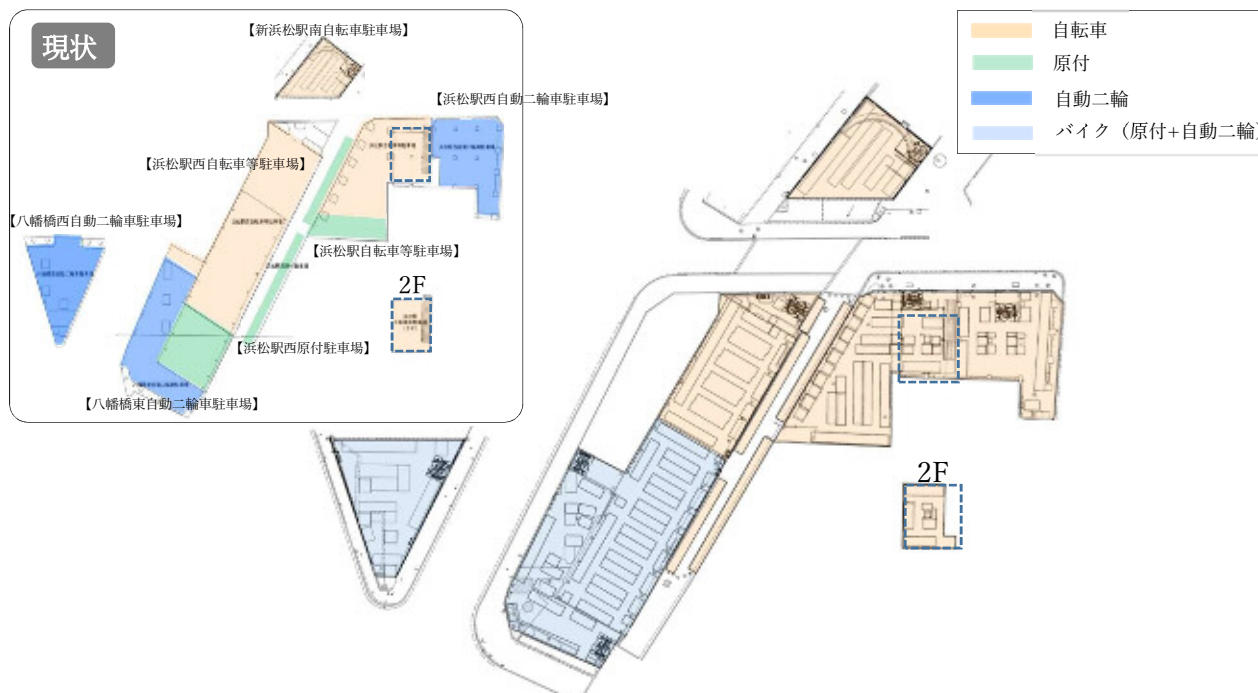 現状
【新浜松駅南自転車駐車場】
【浜松駅西自動二輪車駐車場】
【浜松駅西自転車等駐車場】
【八幡橋西自動二輪車駐車場】
【浜松駅自転車等駐車場】
2F
【浜松駅西原付駐車場】
【八幡橋東自動二輪車駐車場】
自転車
原付
自動二輪
バイク（原付+自動二輪）
2F